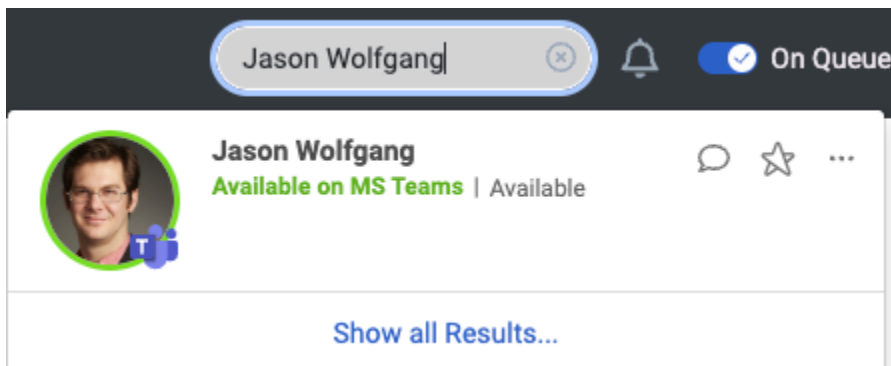 Jason Wolfgang
On Queue
Jason Wolfgang
Available on MS Teams | Available
T
Show all Results...